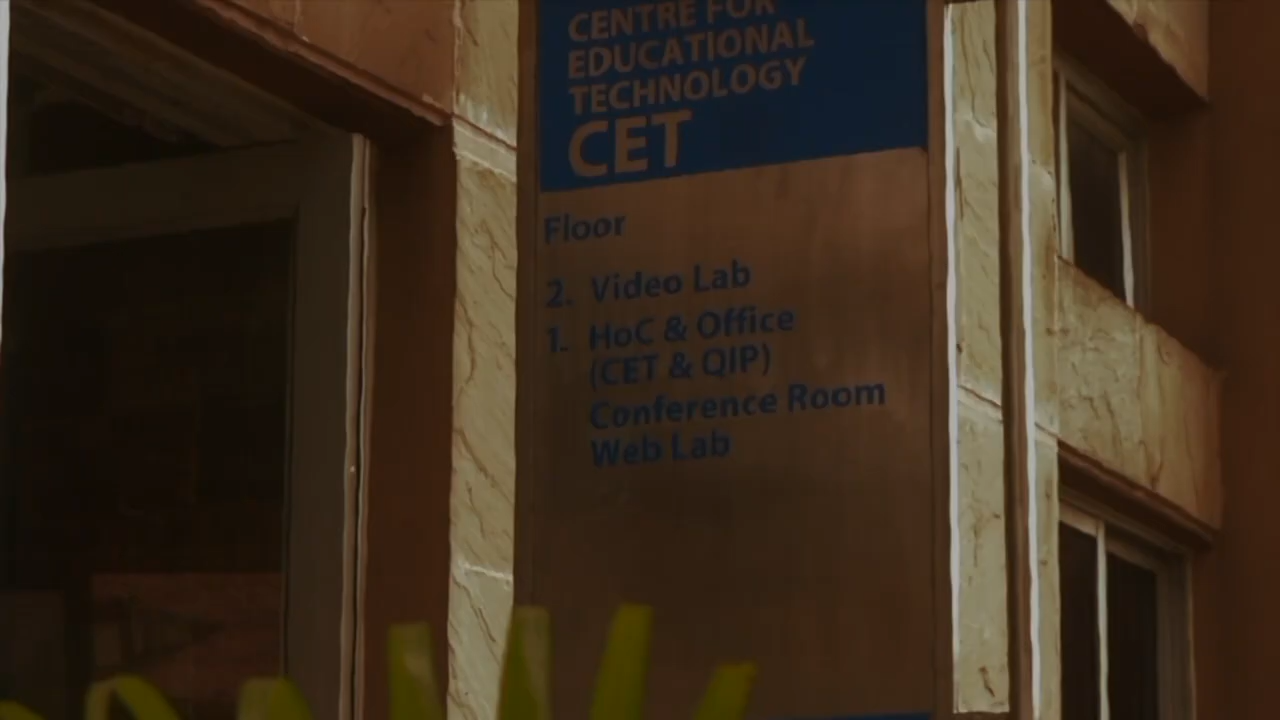 CENTRE FOR
EDUCATIONAL
TECHNOLOGY
CET
Floor
2. Video Lab
1. HoC & Office
(CET & QIP)
Conference Room
Web Lab